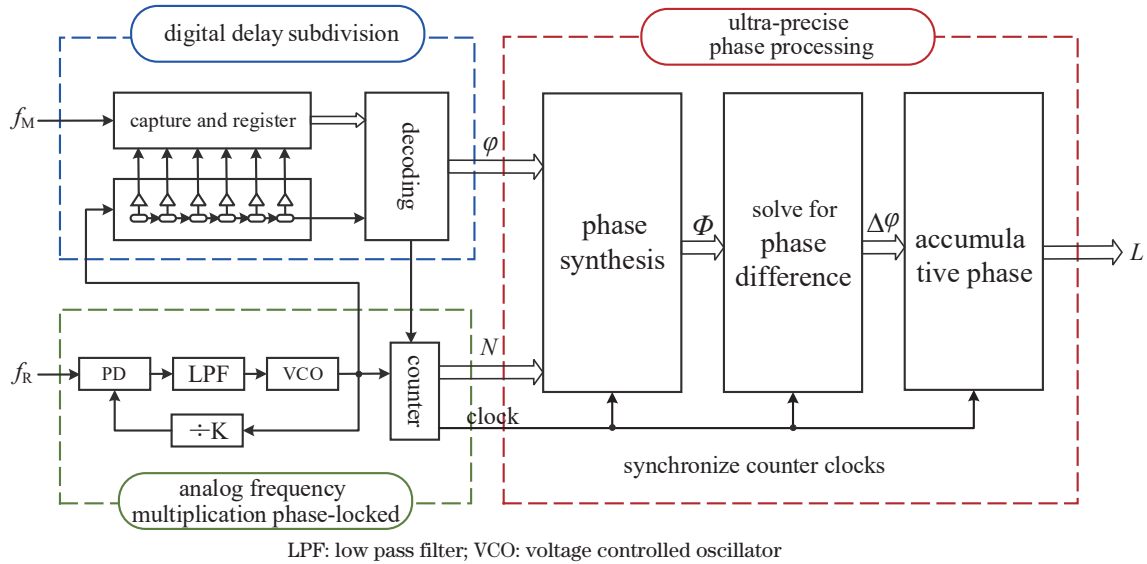 digital delay subdivision
ultra-precise
phase processing
f_M
capture and register
decoding
φ
phase
synthesis
Φ
solve for
phase
difference
Δφ
accumula
tive phase
L
f_R
PD
LPF
VCO
÷K
counter
N
clock
synchronize counter clocks
analog frequency
multiplication phase-locked
LPF: low pass filter; VCO: voltage controlled oscillator